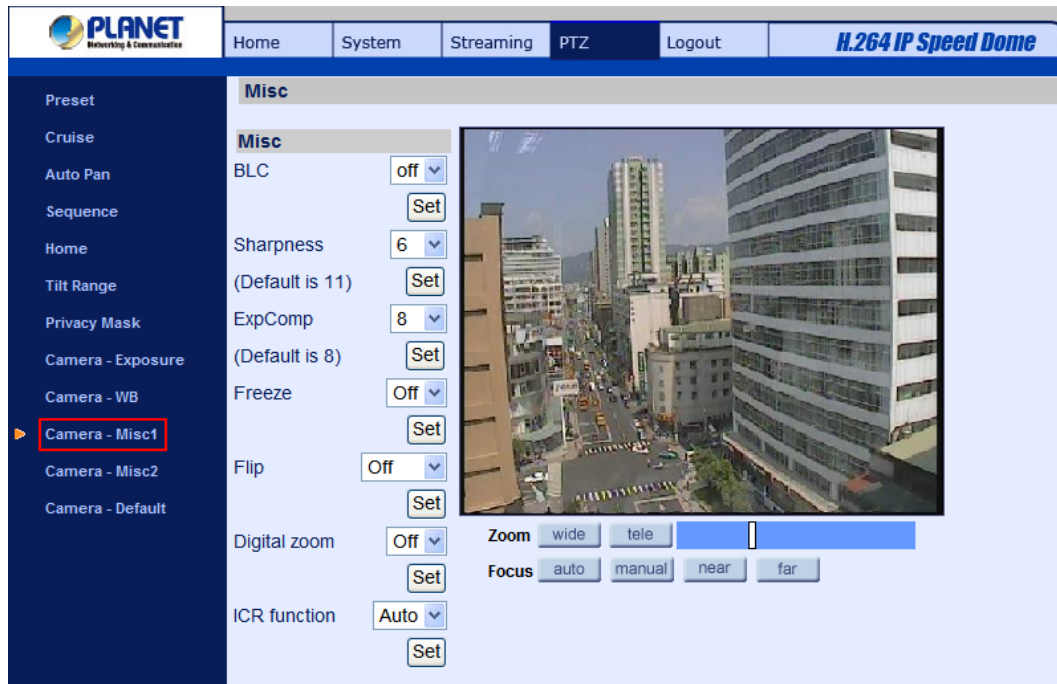 PLANET
Networking & Communication
Home System Streaming PTZ Logout H.264 IP Speed Dome
Preset
Cruise
Auto Pan
Sequence
Home
Tilt Range
Privacy Mask
Camera - Exposure
Camera - WB
Camera - Misc1
Camera - Misc2
Camera - Default
Misc
Misc
BLC off
Set
Sharpness 6
(Default is 11) Set
ExpComp 8
(Default is 8) Set
Freeze Off
Set
Flip Off
Set
Digital zoom Off
Set
ICR function Auto
Set
Zoom wide tele
Focus auto manual near far